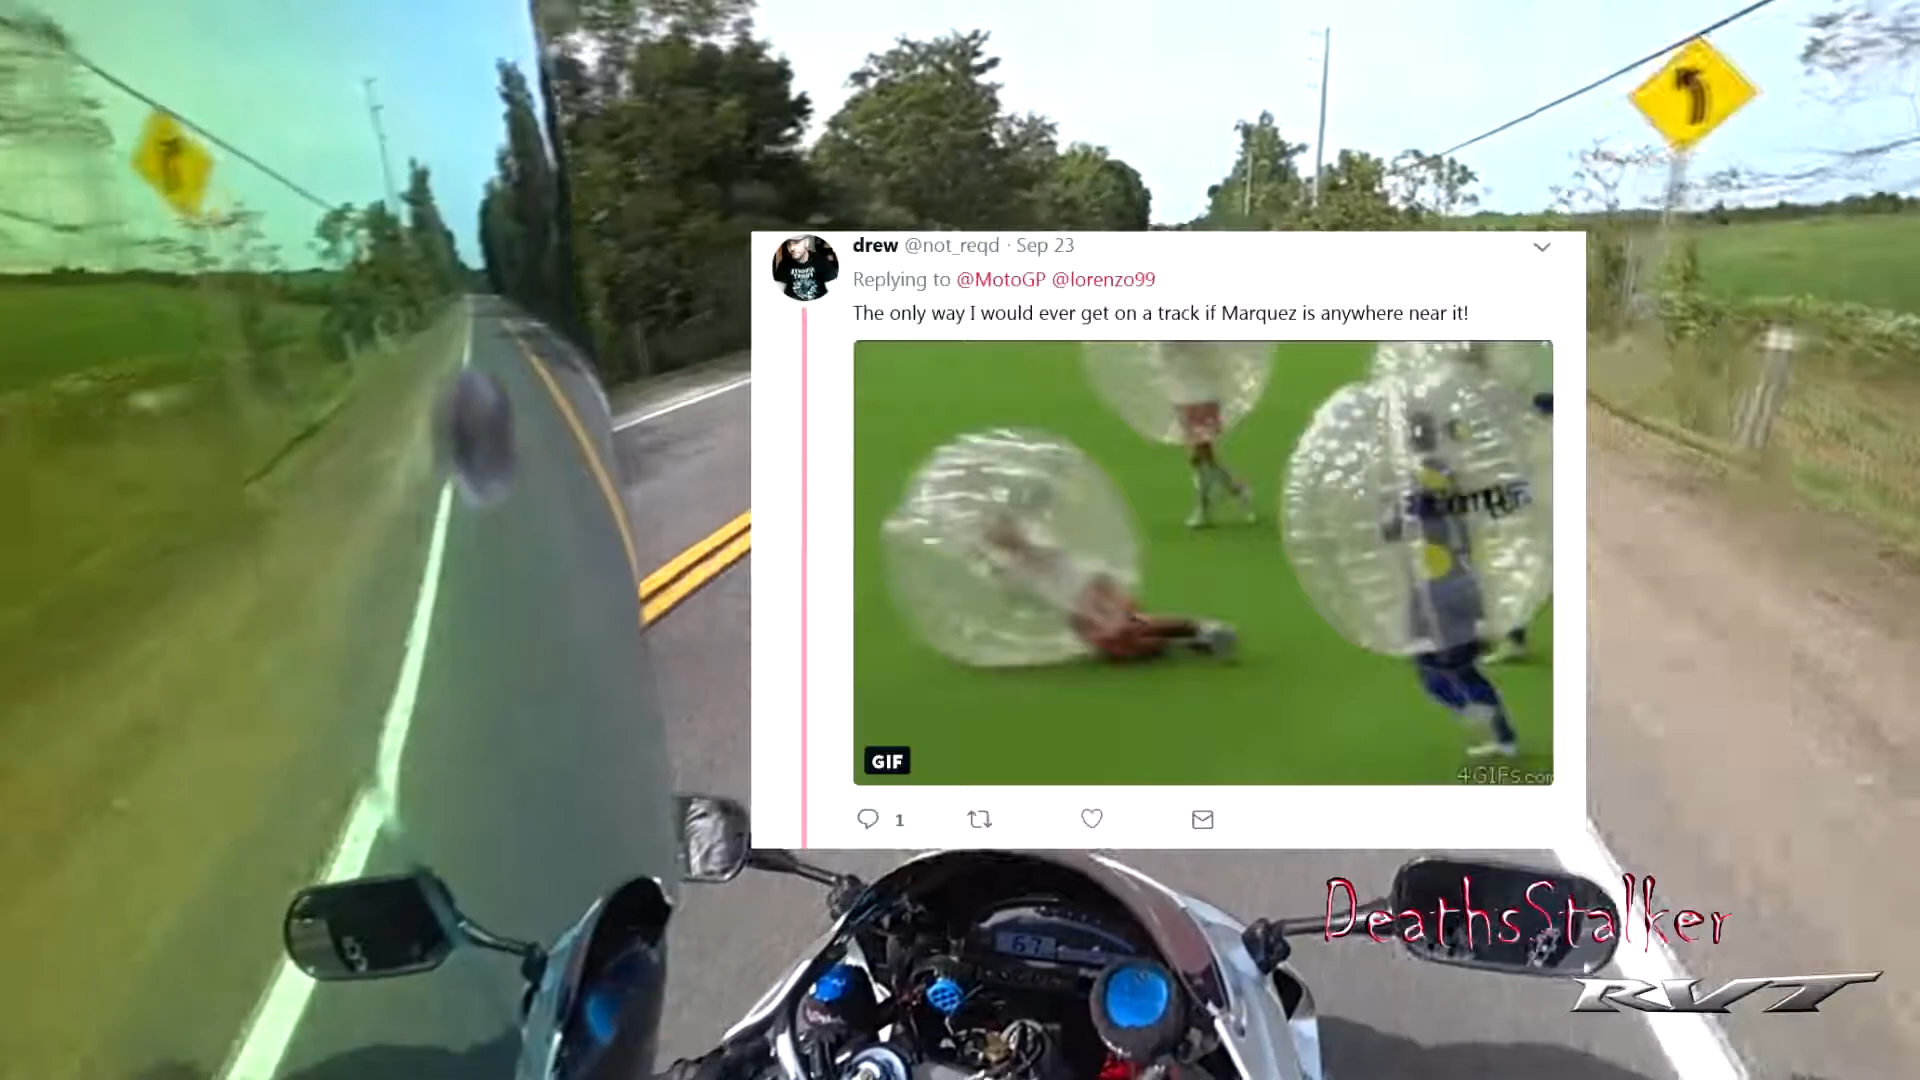 drew @not_reqd · Sep 23
Replying to @MotoGP @lorenzo99
The only way I would ever get on a track if Marquez is anywhere near it!
GIF
4GIFs.com
1
67
DeathsStalker
RVT